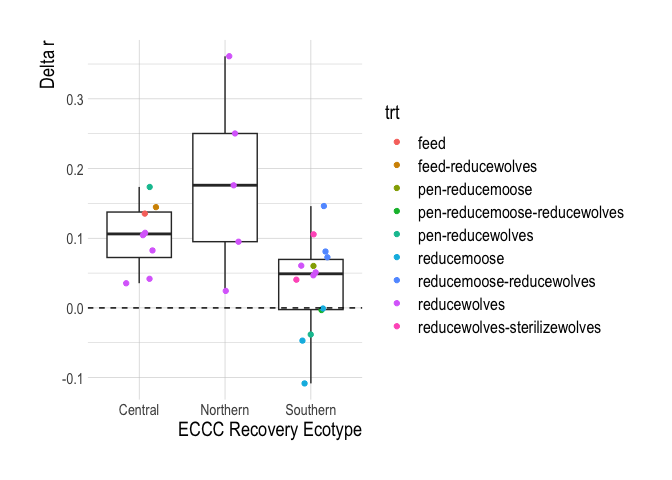 Delta r
0.3
0.2
0.1
0.0
-0.1
Central
Northern
Southern
ECCC Recovery Ecotype
trt
feed
feed-reducewolves
pen-reducemoose
pen-reducemoose-reducewolves
pen-reducewolves
reducemoose
reducemoose-reducewolves
reducewolves
reducewolves-sterilizewolves